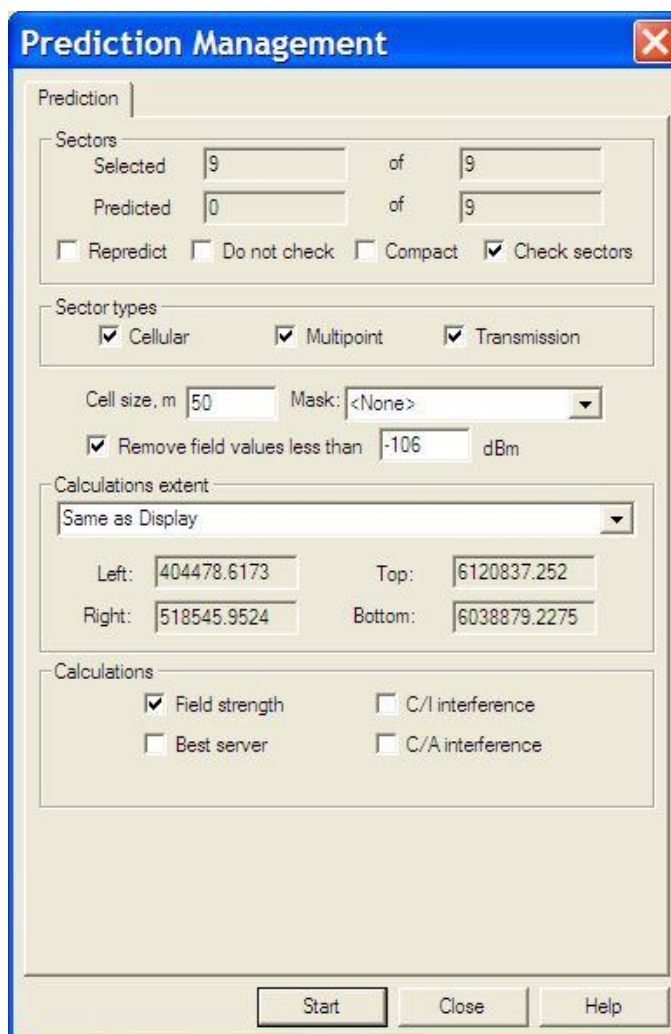 Prediction Management
Prediction
Sectors
Selected 9 of 9
Predicted 0 of 9
Repredict Do not check Compact Check sectors
Sector types
Cellular Multipoint Transmission
Cell size, m 50 Mask: <None>
Remove field values less than -106 dBm
Calculations extent
Same as Display
Left: 404478.6173 Top: 6120837.252
Right: 518545.9524 Bottom: 6038879.2275
Calculations
Field strength C/I interference
Best server C/A interference
Start Close Help